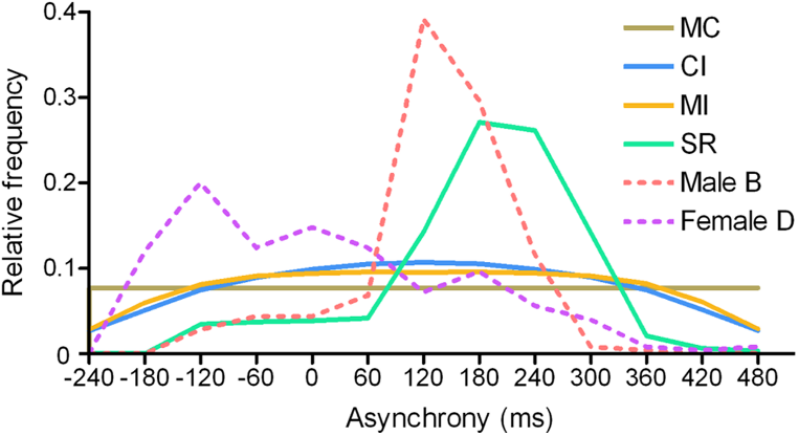 0.4
0.3
0.2
0.1
0
Relative frequency
MC
CI
MI
SR
Male B
Female D
-240 -180 -120 -60 0 60 120 180 240 300 360 420 480
Asynchrony (ms)